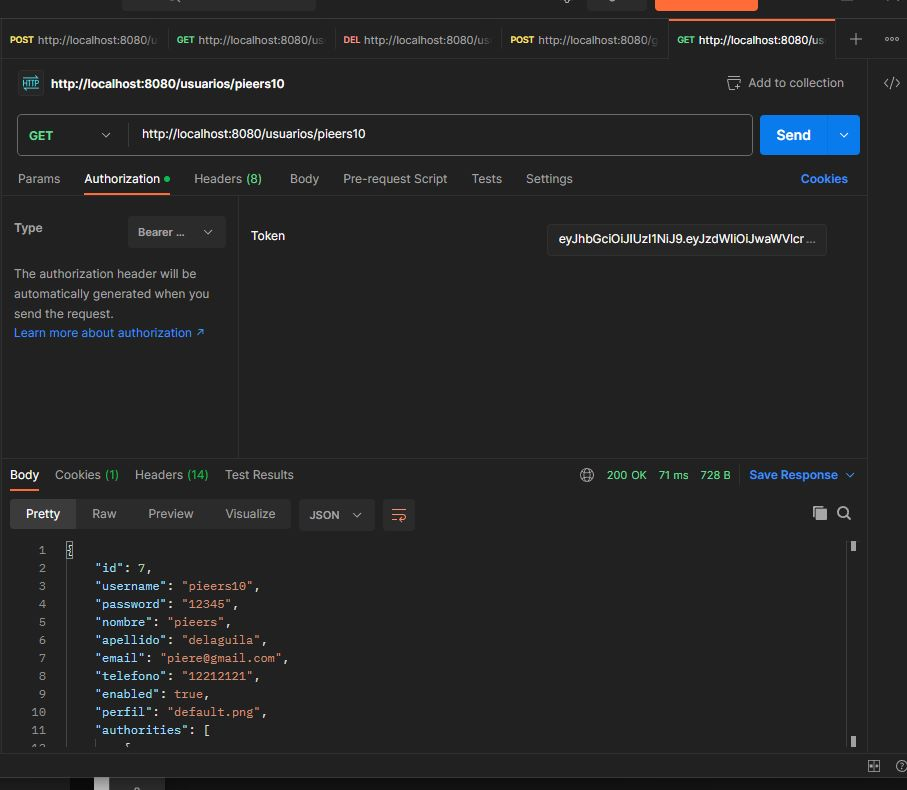 POST http://localhost:8080/u
GET http://localhost:8080/us
DEL http://localhost:8080/us
POST http://localhost:8080/g
GET http://localhost:8080/us
HTTP http://localhost:8080/usuarios/pieers10
Add to collection
GET http://localhost:8080/usuarios/pieers10
Send
Params Authorization Headers (8) Body Pre-request Script Tests Settings Cookies
Type Bearer ...
Token eyJhbGciOiJIUzI1NiJ9.eyJzdWIiOiJwaWVlcr ...
The authorization header will be
automatically generated when you
send the request.
Learn more about authorization ↗
Body Cookies (1) Headers (14) Test Results 200 OK 71 ms 728 B Save Response
Pretty Raw Preview Visualize JSON
1 {
2 "id": 7,
3 "username": "pieers10",
4 "password": "12345",
5 "nombre": "pieers",
6 "apellido": "delaguila",
7 "email": "piere@gmail.com",
8 "telefono": "12212121",
9 "enabled": true,
10 "perfil": "default.png",
11 "authorities": [
12 {